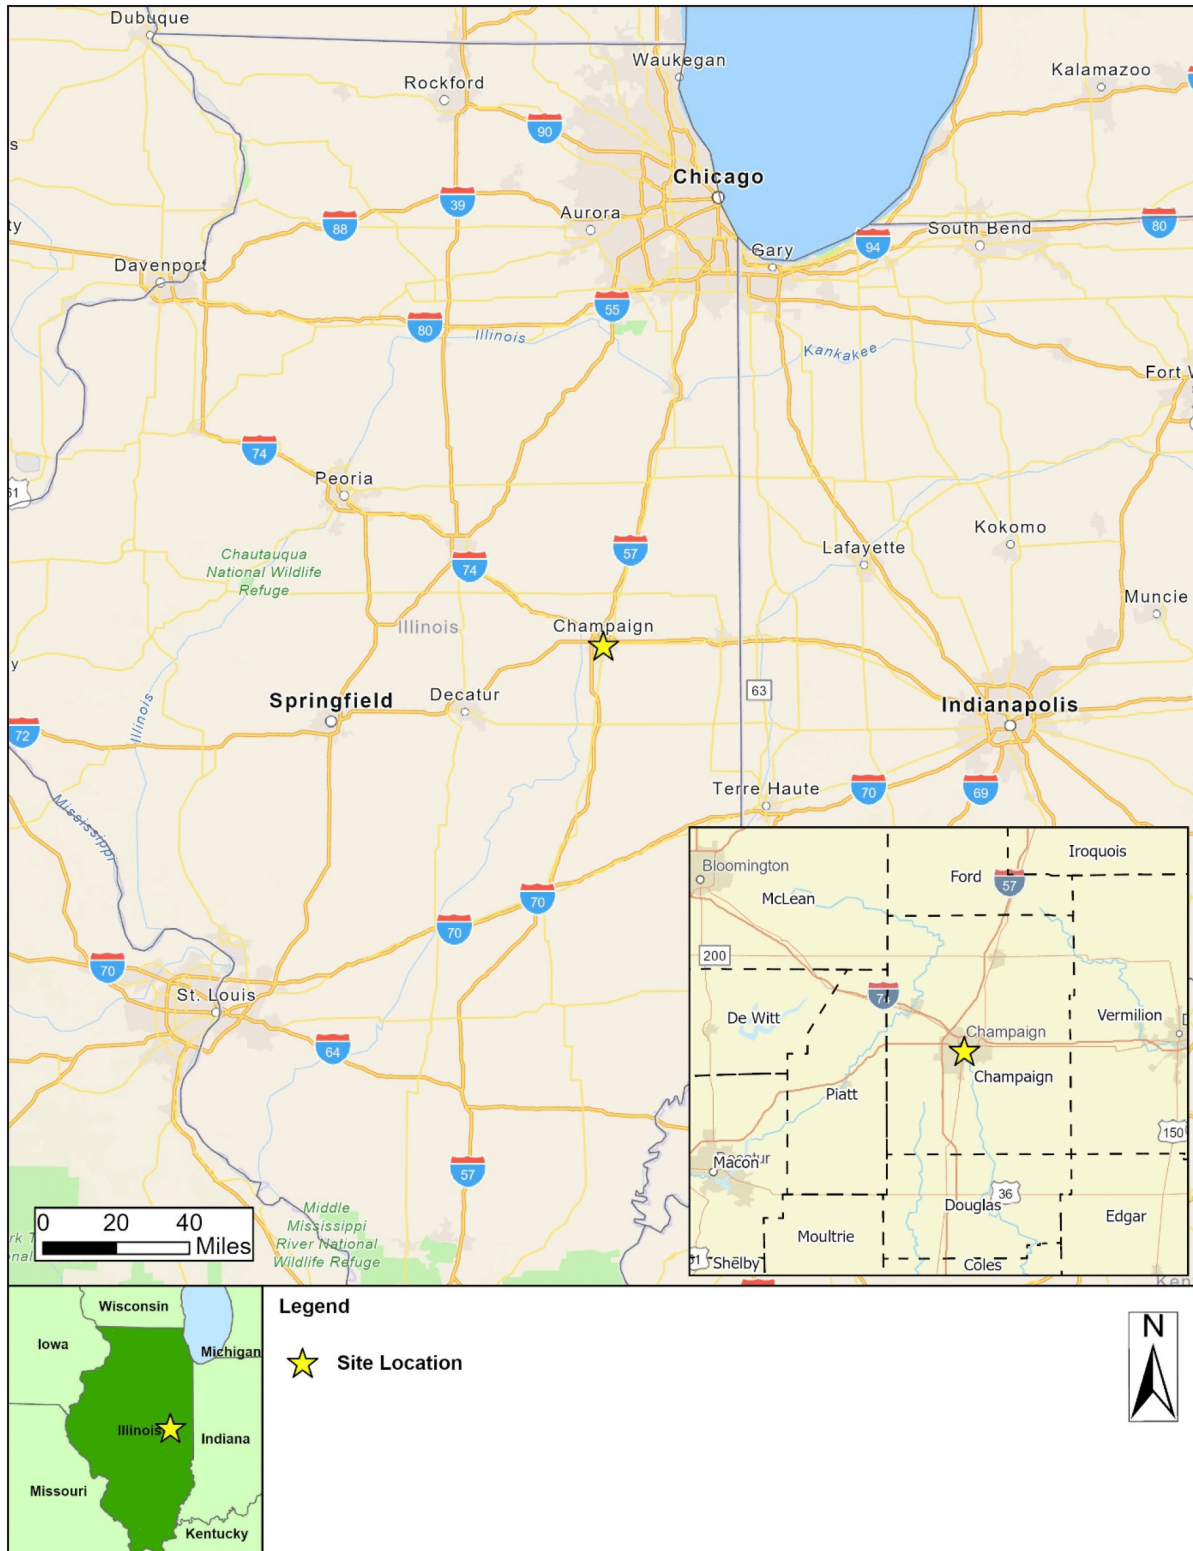 Dubuque
Waukegan
Rockford
Kalamazoo
90
s
Chicago
39
Aurora
88
80
ty
South Bend
94
Gary
Davenport
55
80
Illinois
Kankakee
Fort W
74
Peoria
61
Kokomo
57
Lafayette
Chautauqua
National Wildlife
Refuge
74
Muncie
Illinois
Champaign
y
63
Springfield
Decatur
Indianapolis
Illinois
72
Terre Haute
70
69
Mississippi
70
70
70
St. Louis
64
57
Middle
Mississippi
River National
Wildlife Refuge
0 20 40
Miles
Iroquois
Bloomington
Ford
57
McLean
200
De Witt
Champaign
Vermilion
D
Champaign
Piatt
150
Macon
36
Douglas
Edgar
Moultrie
Shelby
Coles
Ken
Wisconsin
Iowa
Michigan
Illinois
Indiana
Missouri
Kentucky
Legend
Site Location
N